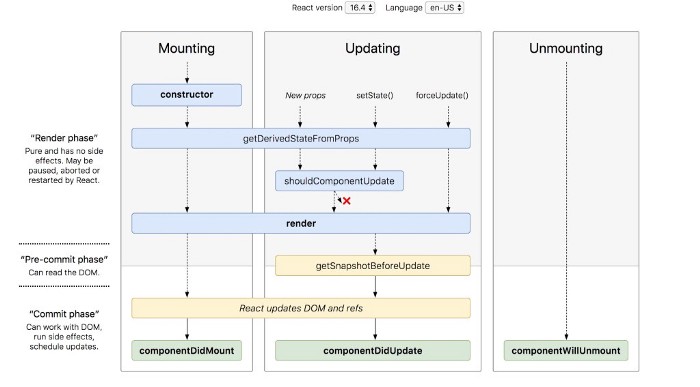 React version 16.4 Language en-US
Mounting
Updating
Unmounting
constructor
New props
setState()
forceUpdate()
"Render phase"
Pure and has no side
effects. May be
paused, aborted or
restarted by React.
getDerivedStateFromProps
shouldComponentUpdate
render
"Pre-commit phase"
Can read the DOM.
getSnapshotBeforeUpdate
"Commit phase"
Can work with DOM,
run side effects,
schedule updates.
React updates DOM and refs
componentDidMount
componentDidUpdate
componentWillUnmount